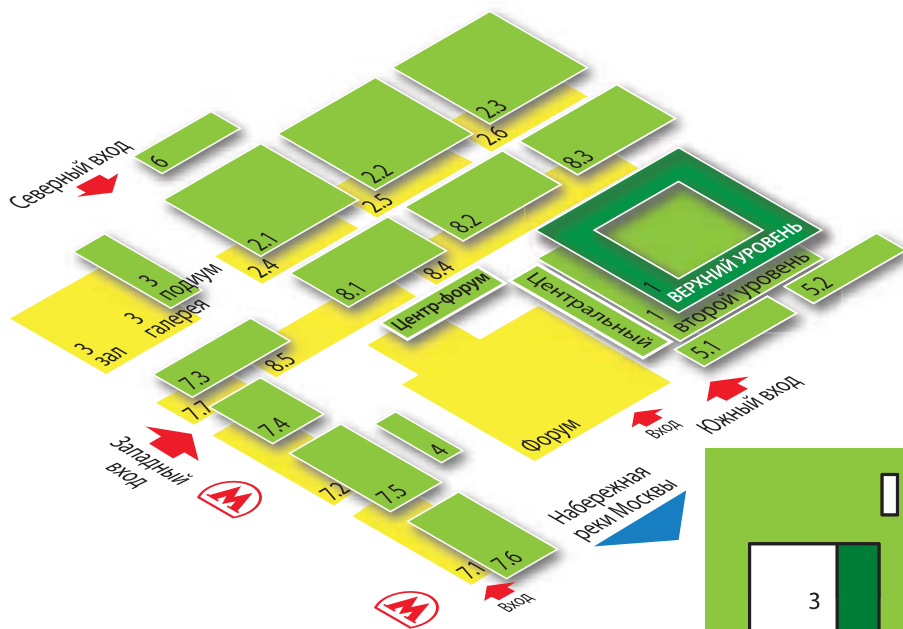 2.3
2.6
8.3
2.2
2.5
8.2
Северный вход
6
2.1
2.4
8.4
8.1
8.5
ВЕРХНИЙ УРОВЕНЬ
1
второй уровень
1
Центральный
Центр-форум
5.2
5.1
3
подиум
3
галерея
3
зал
7.3
7.7
7.4
7.2
7.5
4
7.1
7.6
Форум
Вход
Южный вход
Западный
вход
М
М
Вход
Набережная
реки Москвы
3